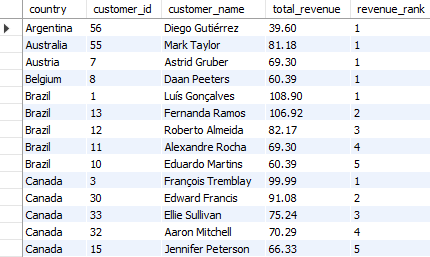 country customer_id customer_name total_revenue revenue_rank
Argentina 56 Diego Gutiérrez 39.60 1
Australia 55 Mark Taylor 81.18 1
Austria 7 Astrid Gruber 69.30 1
Belgium 8 Daan Peeters 60.39 1
Brazil 1 Luís Gonçalves 108.90 1
Brazil 13 Fernanda Ramos 106.92 2
Brazil 12 Roberto Almeida 82.17 3
Brazil 11 Alexandre Rocha 69.30 4
Brazil 10 Eduardo Martins 60.39 5
Canada 3 François Tremblay 99.99 1
Canada 30 Edward Francis 91.08 2
Canada 33 Ellie Sullivan 75.24 3
Canada 32 Aaron Mitchell 70.29 4
Canada 15 Jennifer Peterson 66.33 5